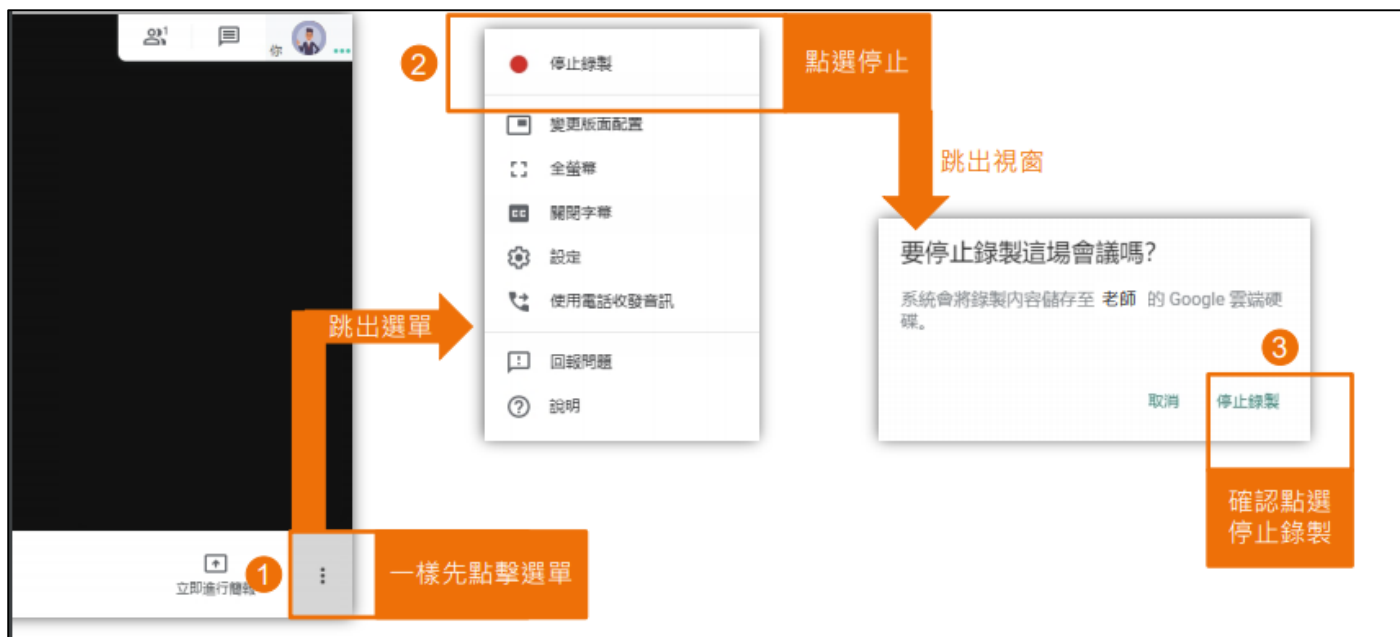 1
你
...
立即進行簡報
1
一樣先點擊選單
跳出選單
2
停止錄製
變更版面配置
全螢幕
CC
關閉字幕
設定
使用電話收發音訊
回報問題
說明
點選停止
跳出視窗
要停止錄製這場會議嗎?
系統會將錄製內容儲存至 老師 的 Google 雲端硬
碟。
3
取消
停止錄製
確認點選
停止錄製